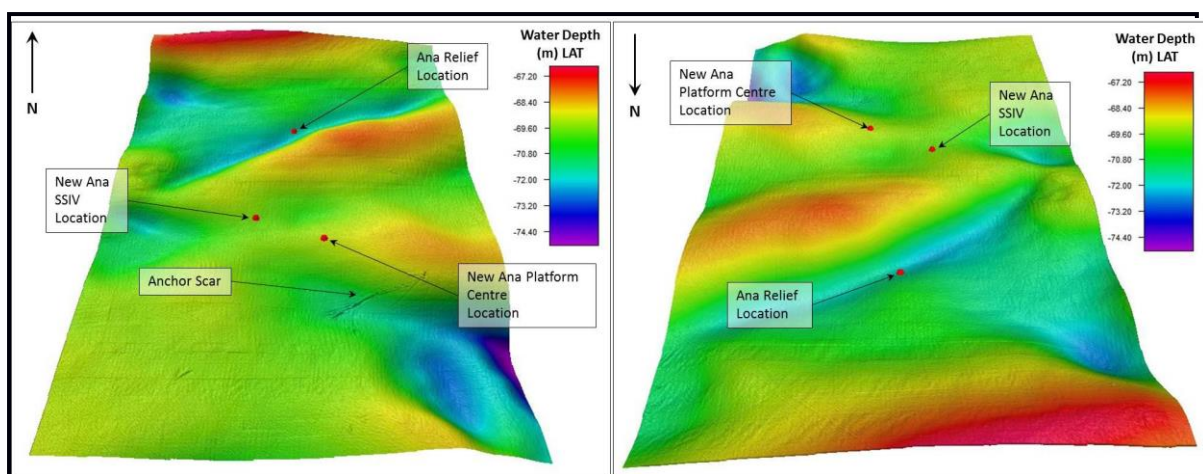 N
Water Depth
(m) LAT
-67.20
-68.40
-69.60
-70.80
-72.00
-73.20
-74.40
Ana Relief
Location
New Ana
SSIV
Location
Anchor Scar
New Ana Platform
Centre
Location
N
Water Depth
(m) LAT
-67.20
-68.40
-69.60
-70.80
-72.00
-73.20
-74.40
New Ana
Platform Centre
Location
New Ana
SSIV
Location
Ana Relief
Location